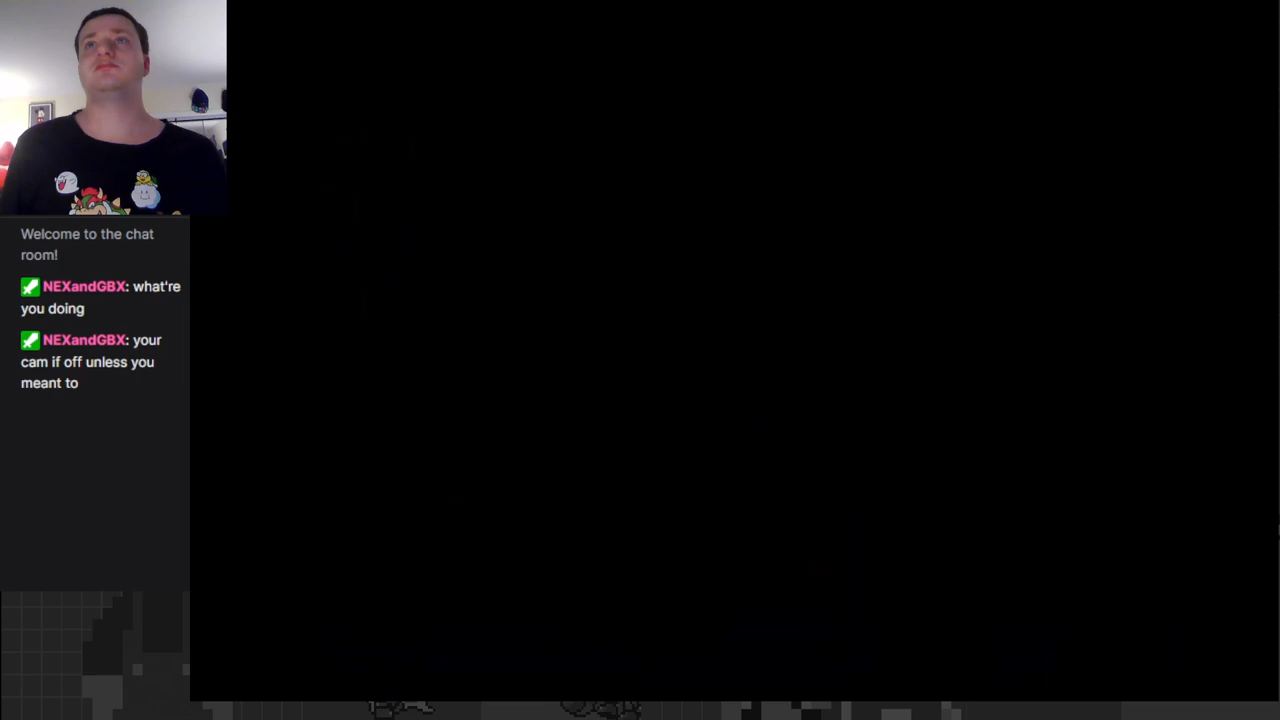 Welcome to the chat
room!
NEXandGBX: what're
you doing
NEXandGBX: your
cam if off unless you
meant to